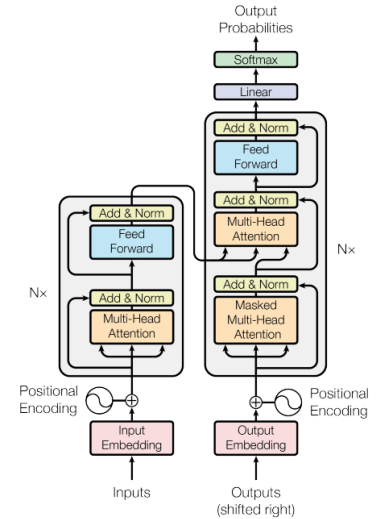 Output
Probabilities
Softmax
Linear
Add & Norm
Feed
Forward
Add & Norm
Multi-Head
Attention
Add & Norm
Masked
Multi-Head
Attention
N×
Add & Norm
Feed
Forward
Add & Norm
Multi-Head
Attention
N×
Positional
Encoding
Input
Embedding
Inputs
Positional
Encoding
Output
Embedding
Outputs
(shifted right)